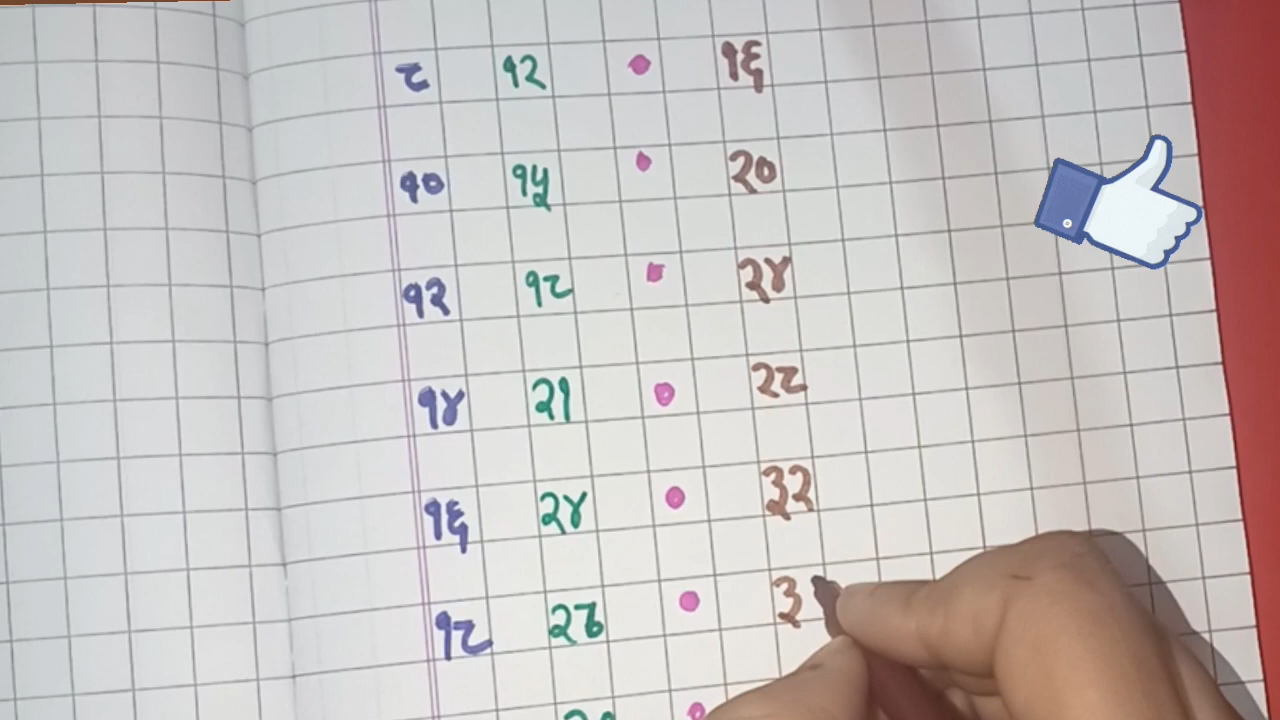 ८ १२ १६
१० १५ २०
१२ १८ २४
१४ २१ २८
१६ २४ ३२
१८ २७ ३